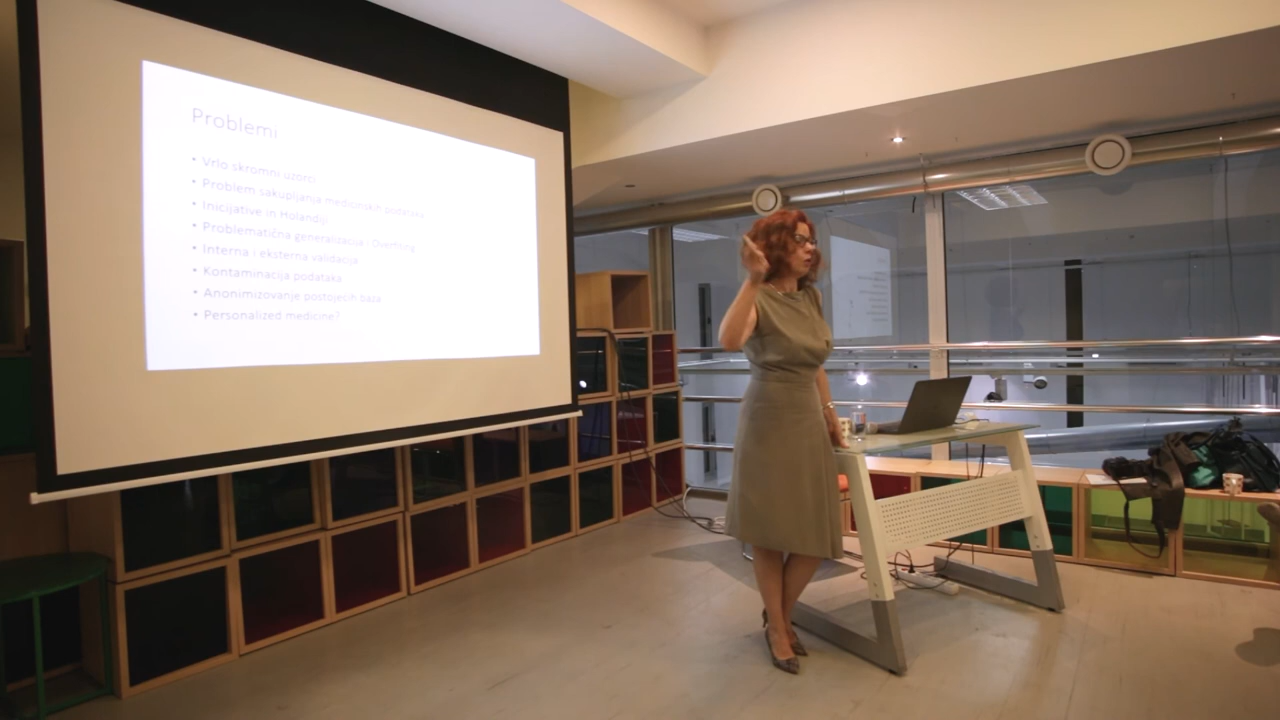 Problemi
• Vrlo skromni uzorci
• Problem sakupljanja medicinskih podataka
• Inicijative in Holandiji
• Problematična generalizacija i Overfitting
• Interna i eksterna validacija
• Kontaminacija podataka
• Anonimizovanje postojećih baza
• Personalized medicine?